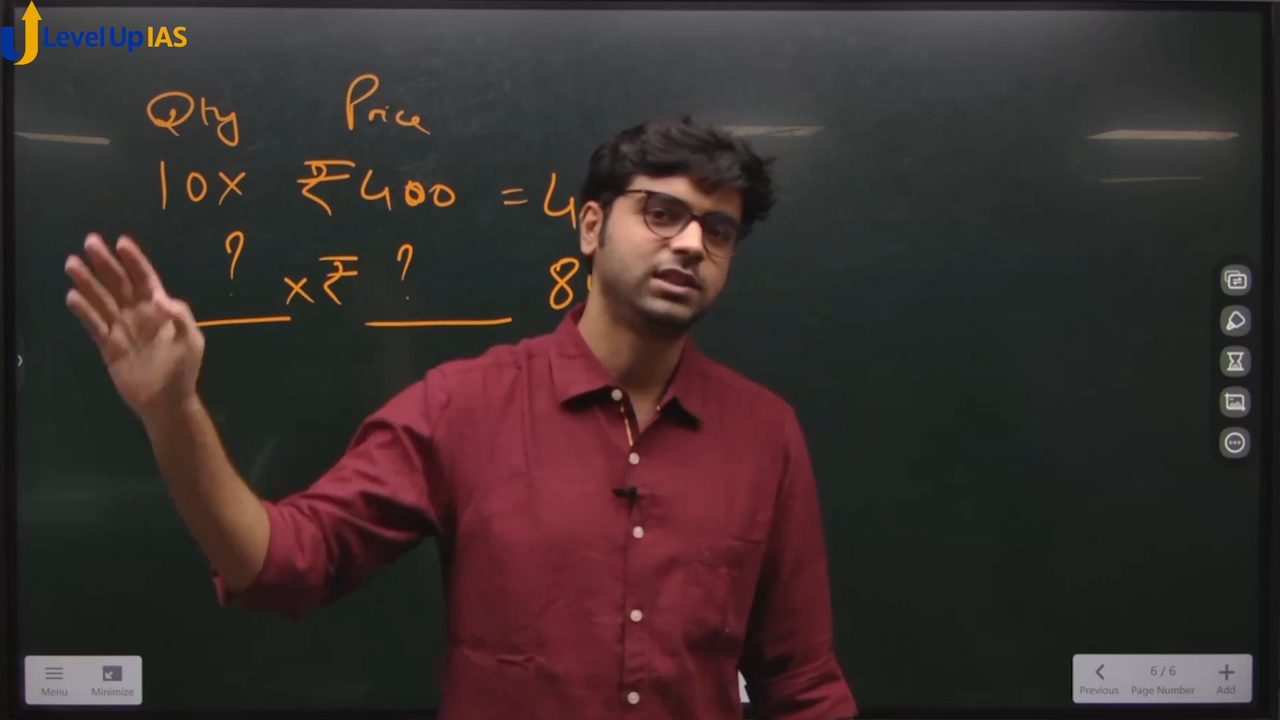 Level Up IAS
Qty Price
10 x ₹ 400 = 4
? x ₹ ? 8
Menu
Minimize
6 / 6
Previous
Page Number
Add